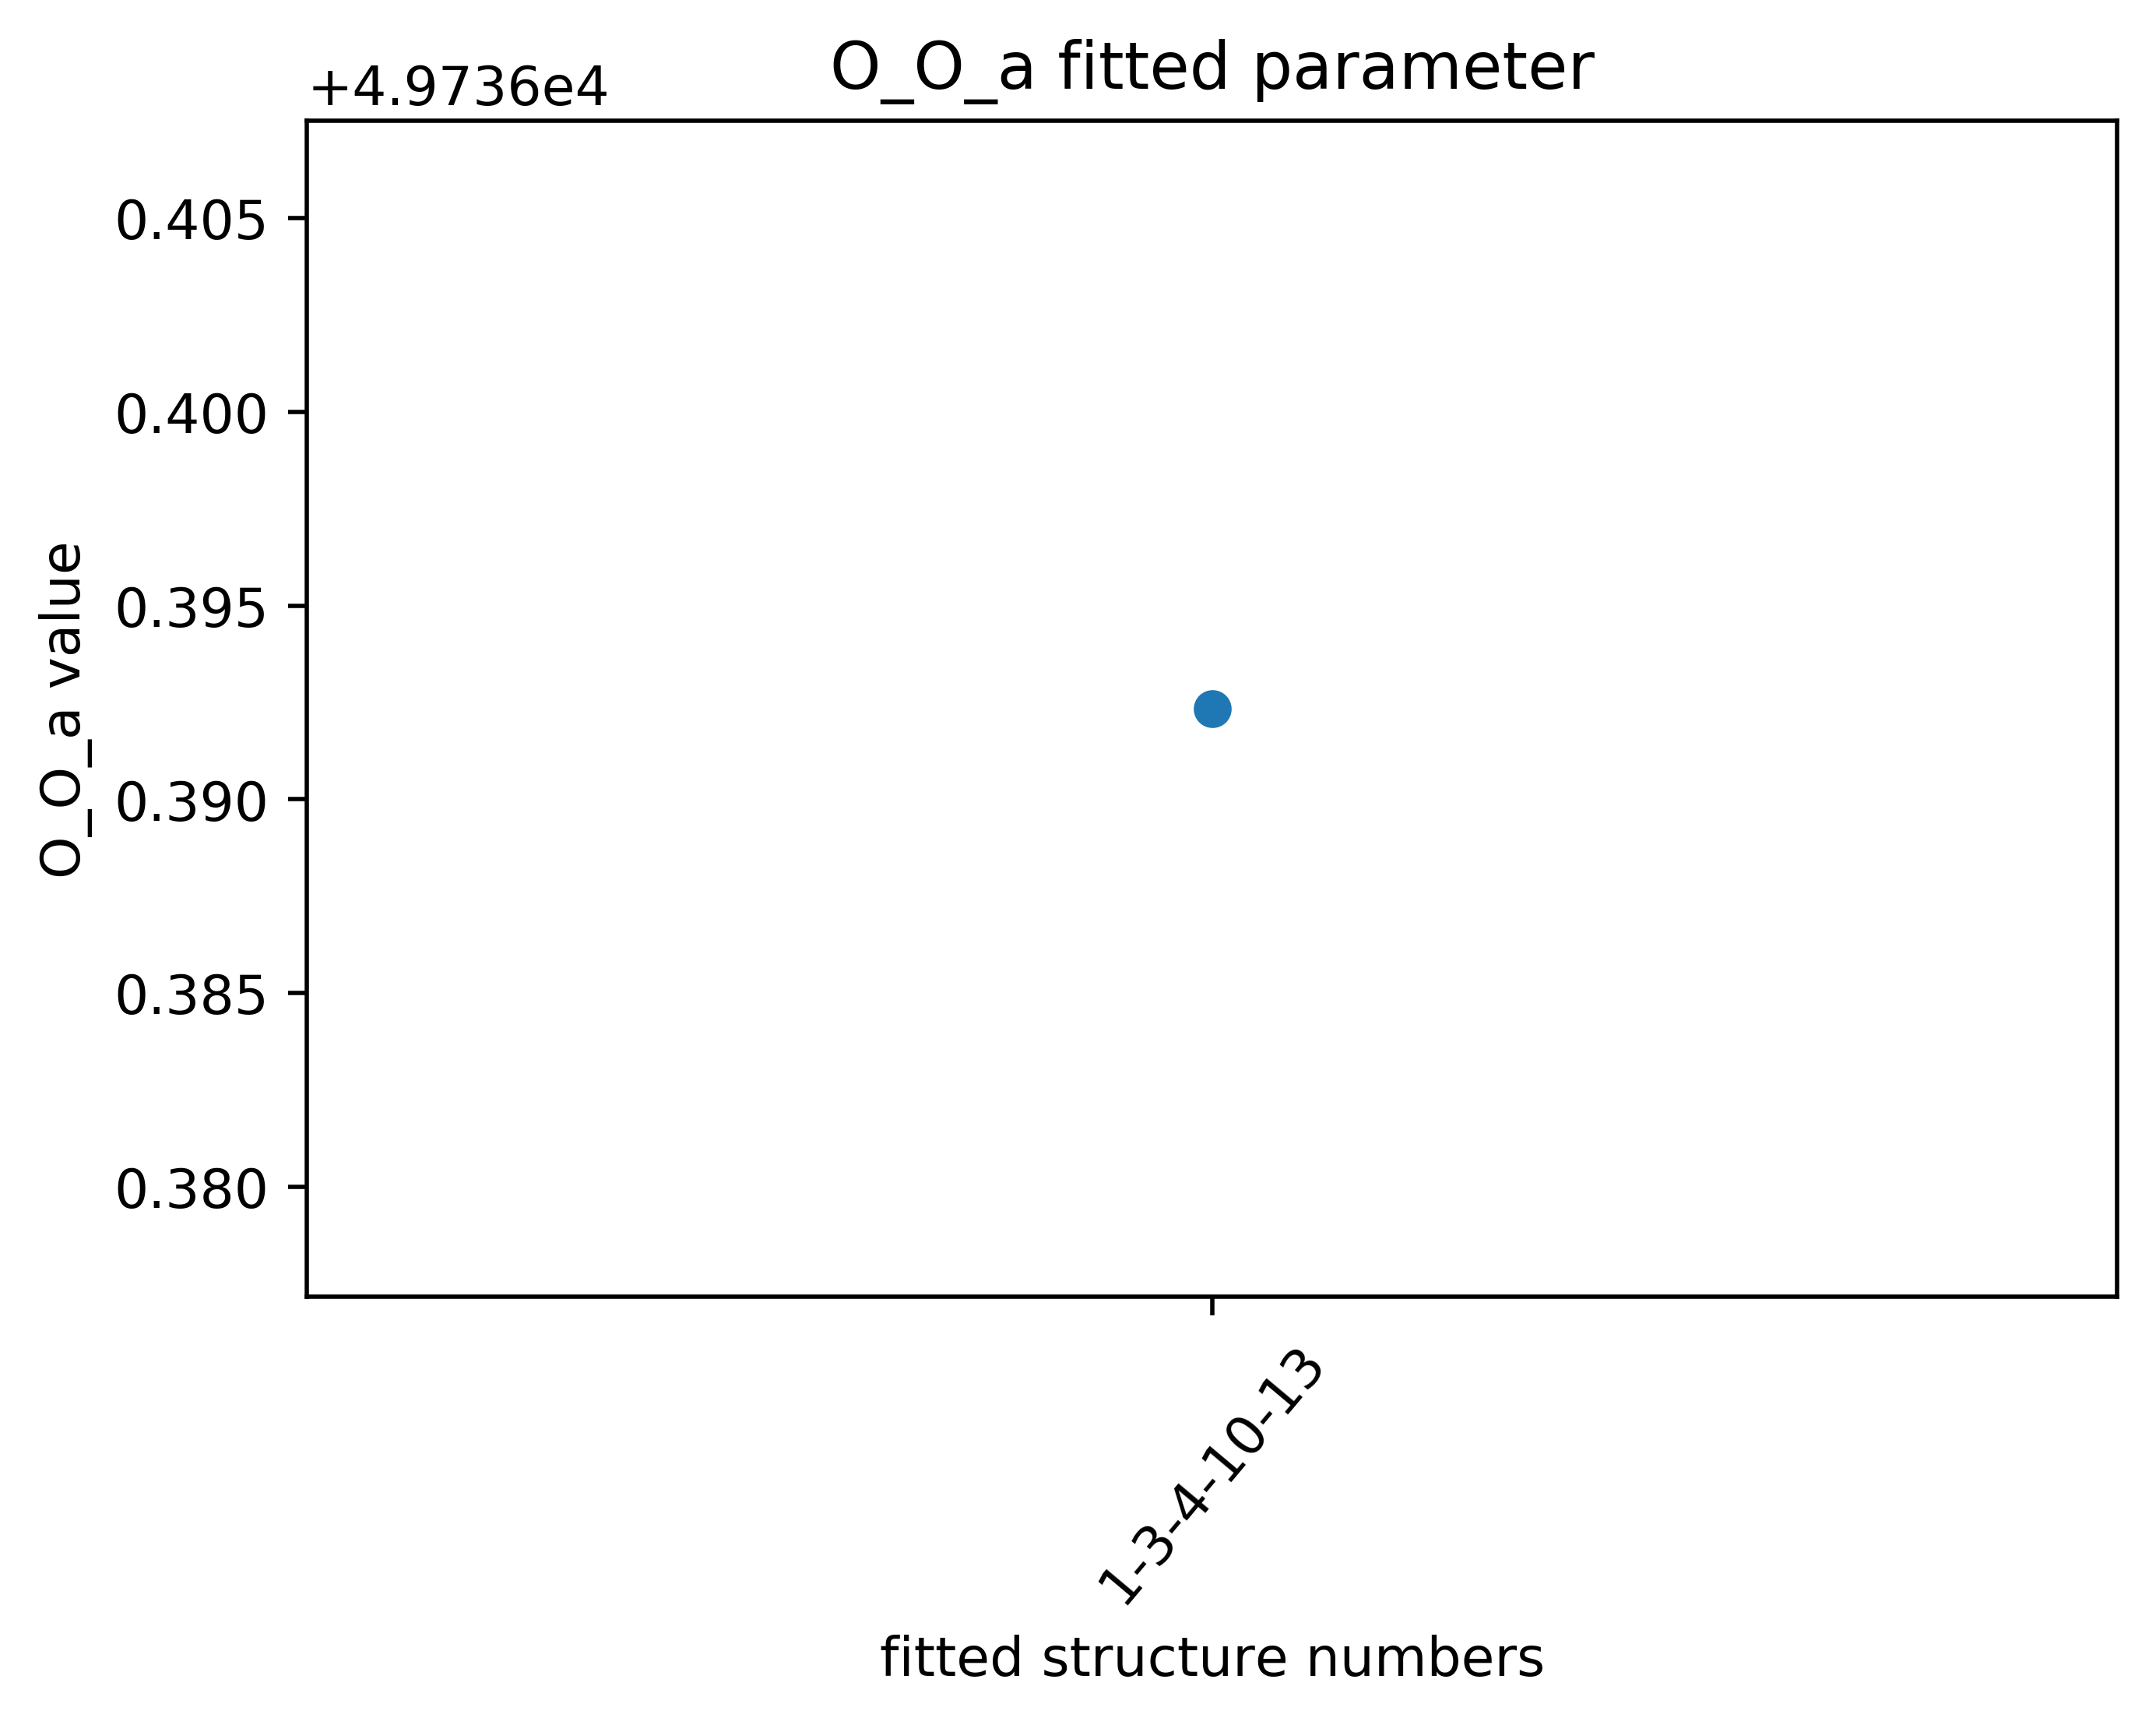 O_O_a fitted parameter
+4.9736e4
0.405
0.400
0.395
0.390
0.385
0.380
O_O_a value
1-3-4-10-13
fitted structure numbers